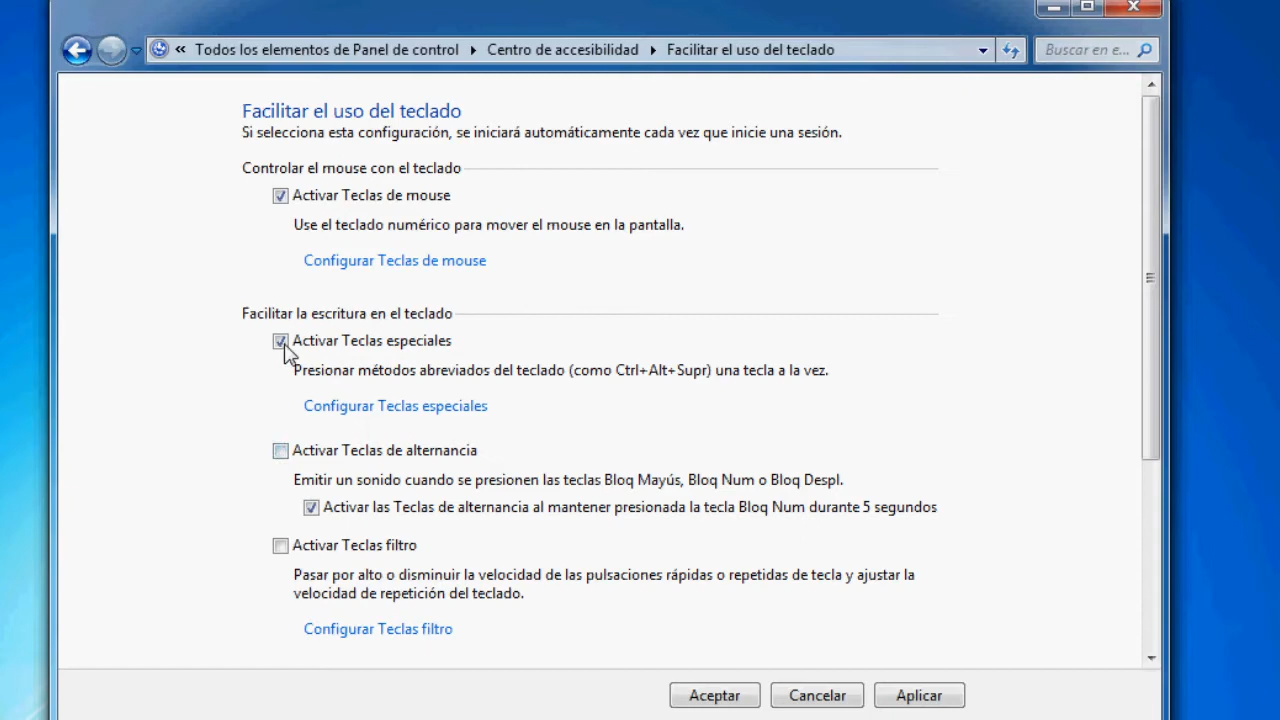 « Todos los elementos de Panel de control ▸ Centro de accesibilidad ▸ Facilitar el uso del teclado
Buscar en e...
Facilitar el uso del teclado
Si selecciona esta configuración, se iniciará automáticamente cada vez que inicie una sesión.
Controlar el mouse con el teclado
Activar Teclas de mouse
Use el teclado numérico para mover el mouse en la pantalla.
Configurar Teclas de mouse
Facilitar la escritura en el teclado
Activar Teclas especiales
Presionar métodos abreviados del teclado (como Ctrl+Alt+Supr) una tecla a la vez.
Configurar Teclas especiales
Activar Teclas de alternancia
Emitir un sonido cuando se presionen las teclas Bloq Mayús, Bloq Num o Bloq Despl.
Activar las Teclas de alternancia al mantener presionada la tecla Bloq Num durante 5 segundos
Activar Teclas filtro
Pasar por alto o disminuir la velocidad de las pulsaciones rápidas o repetidas de tecla y ajustar la
velocidad de repetición del teclado.
Configurar Teclas filtro
Aceptar
Cancelar
Aplicar